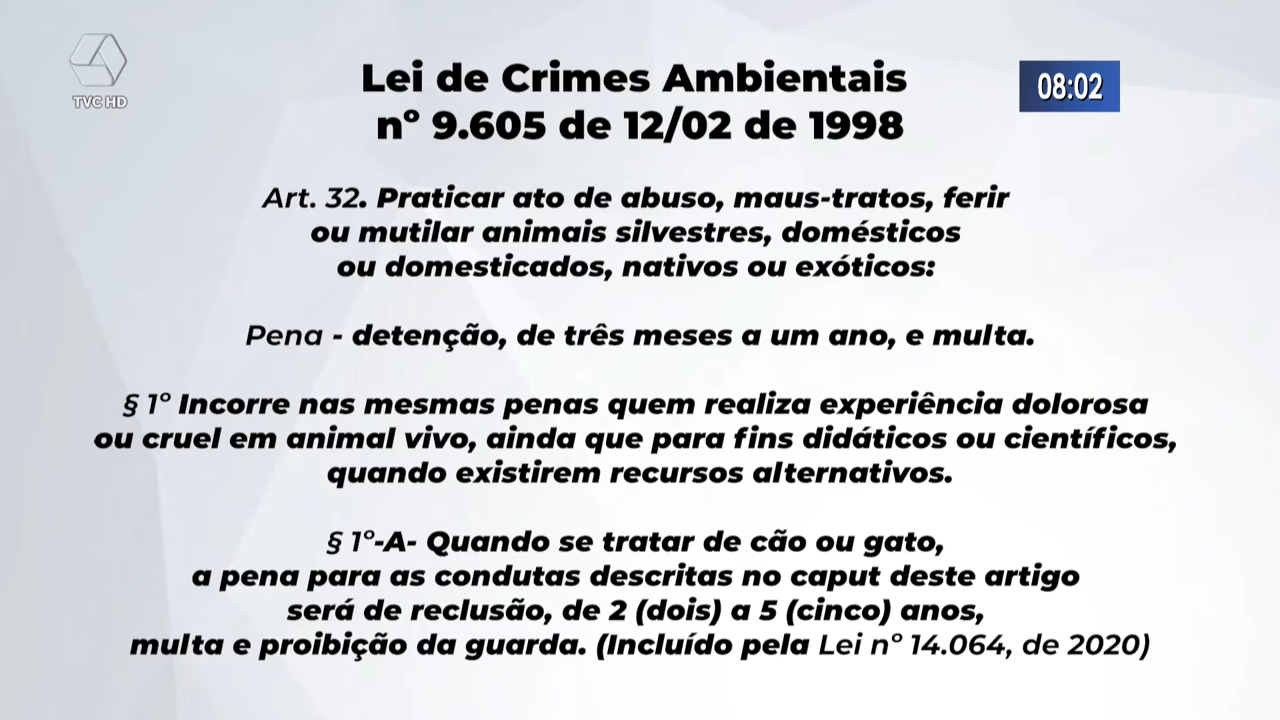 TVC HD
Lei de Crimes Ambientais
08:02
nº 9.605 de 12/02 de 1998
Art. 32. Praticar ato de abuso, maus-tratos, ferir
ou mutilar animais silvestres, domésticos
ou domesticados, nativos ou exóticos:
Pena - detenção, de três meses a um ano, e multa.
§ 1º Incorre nas mesmas penas quem realiza experiência dolorosa
ou cruel em animal vivo, ainda que para fins didáticos ou científicos,
quando existirem recursos alternativos.
§ 1º-A- Quando se tratar de cão ou gato,
a pena para as condutas descritas no caput deste artigo
será de reclusão, de 2 (dois) a 5 (cinco) anos,
multa e proibição da guarda. (Incluído pela Lei nº 14.064, de 2020)